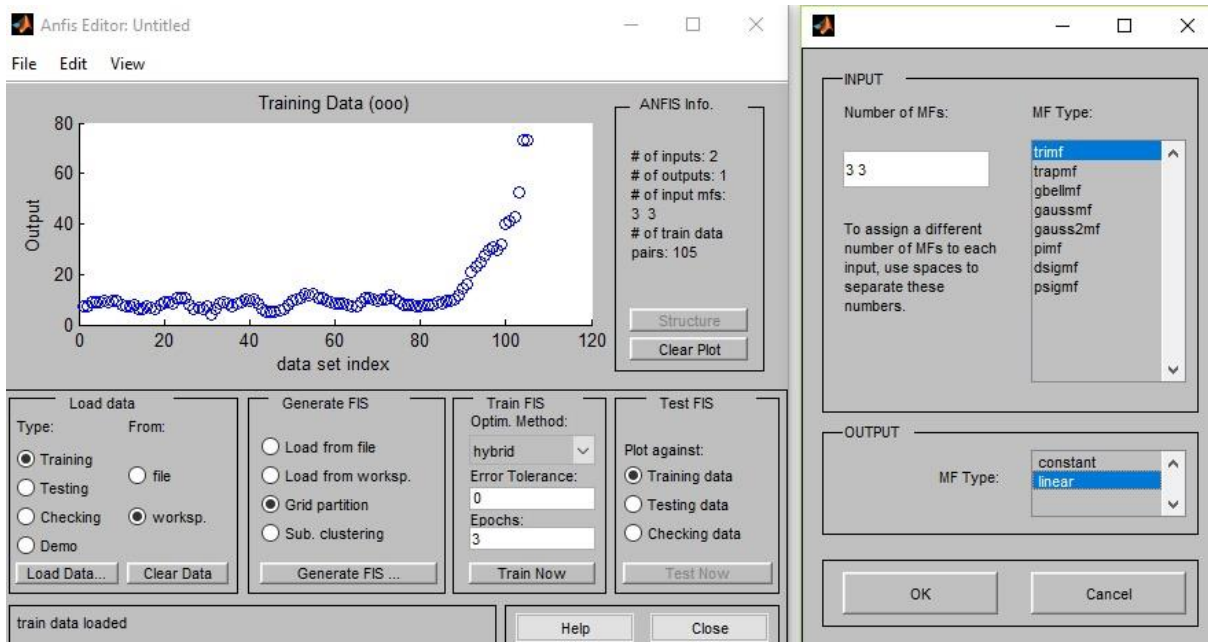 Anfis Editor: Untitled
File Edit View
Training Data (ooo)
80
60
40
20
0
Output
0 20 40 60 80 100 120
data set index
ANFIS Info.
# of inputs: 2
# of outputs: 1
# of input mfs:
3 3
# of train data
pairs: 105
Structure
Clear Plot
Load data
Type: From:
Training
Testing
Checking
Demo
file
worksp.
Load Data... Clear Data
Generate FIS
Load from file
Load from worksp.
Grid partition
Sub. clustering
Generate FIS ...
Train FIS
Optim. Method:
hybrid
Error Tolerance:
0
Epochs:
3
Train Now
Test FIS
Plot against:
Training data
Testing data
Checking data
Test Now
train data loaded
Help Close
INPUT
Number of MFs:
3 3
To assign a different
number of MFs to each
input, use spaces to
separate these
numbers.
MF Type:
trimf
trapmf
gbellmf
gaussmf
gauss2mf
pimf
dsigmf
psigmf
OUTPUT
MF Type:
constant
linear
OK Cancel